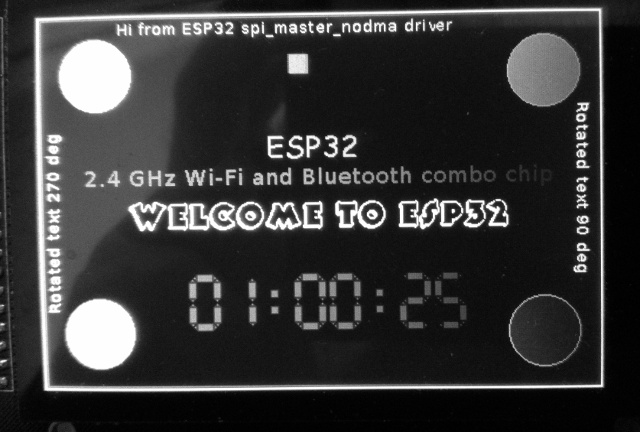 Hi from ESP32 spi_master_nodma driver
Rotated text 270 deg
Rotated text 90 deg
ESP32
2.4 GHz Wi-Fi and Bluetooth combo chip
WELCOME TO ESP32
01:00:25